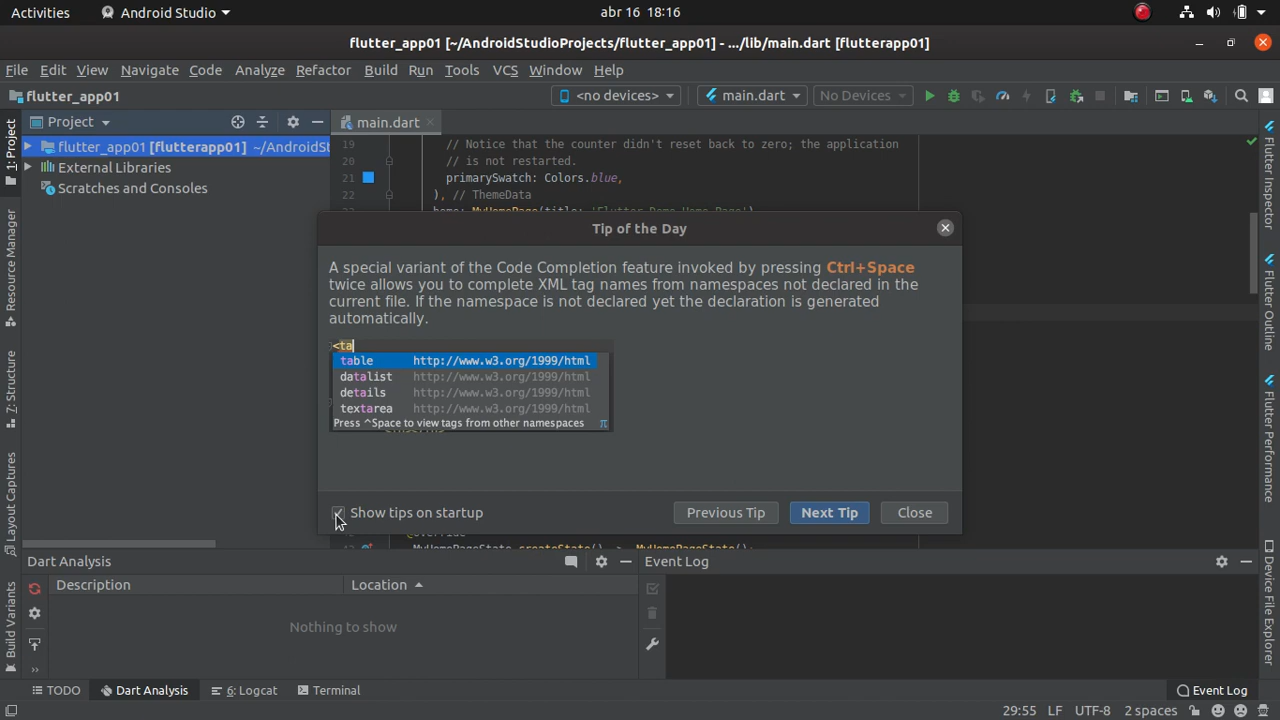 Activities
Android Studio
abr 16 18:16
flutter_app01 [~/AndroidStudioProjects/flutter_app01] - .../lib/main.dart [flutterapp01]
File Edit View Navigate Code Analyze Refactor Build Run Tools VCS Window Help
flutter_app01
<no devices>
main.dart
No Devices
1: Project
Resource Manager
7: Structure
Layout Captures
Build Variants
Project
flutter_app01 [flutterapp01] ~/AndroidSt
External Libraries
Scratches and Consoles
main.dart
19 // Notice that the counter didn't reset back to zero; the application
20 // is not restarted.
21 primarySwatch: Colors.blue,
22 ), // ThemeData
home: MyHomePage(title: 'Flutter Demo Home Page')
Tip of the Day
A special variant of the Code Completion feature invoked by pressing Ctrl+Space
twice allows you to complete XML tag names from namespaces not declared in the
current file. If the namespace is not declared yet the declaration is generated
automatically.
<ta
table http://www.w3.org/1999/html
datalist http://www.w3.org/1999/html
details http://www.w3.org/1999/html
textarea http://www.w3.org/1999/html
Press ^Space to view tags from other namespaces π
Show tips on startup
Previous Tip
Next Tip
Close
Flutter Inspector
Flutter Outline
Flutter Performance
Device File Explorer
Dart Analysis
Description Location
Nothing to show
Event Log
TODO
Dart Analysis
6: Logcat
Terminal
Event Log
29:55 LF UTF-8 2 spaces